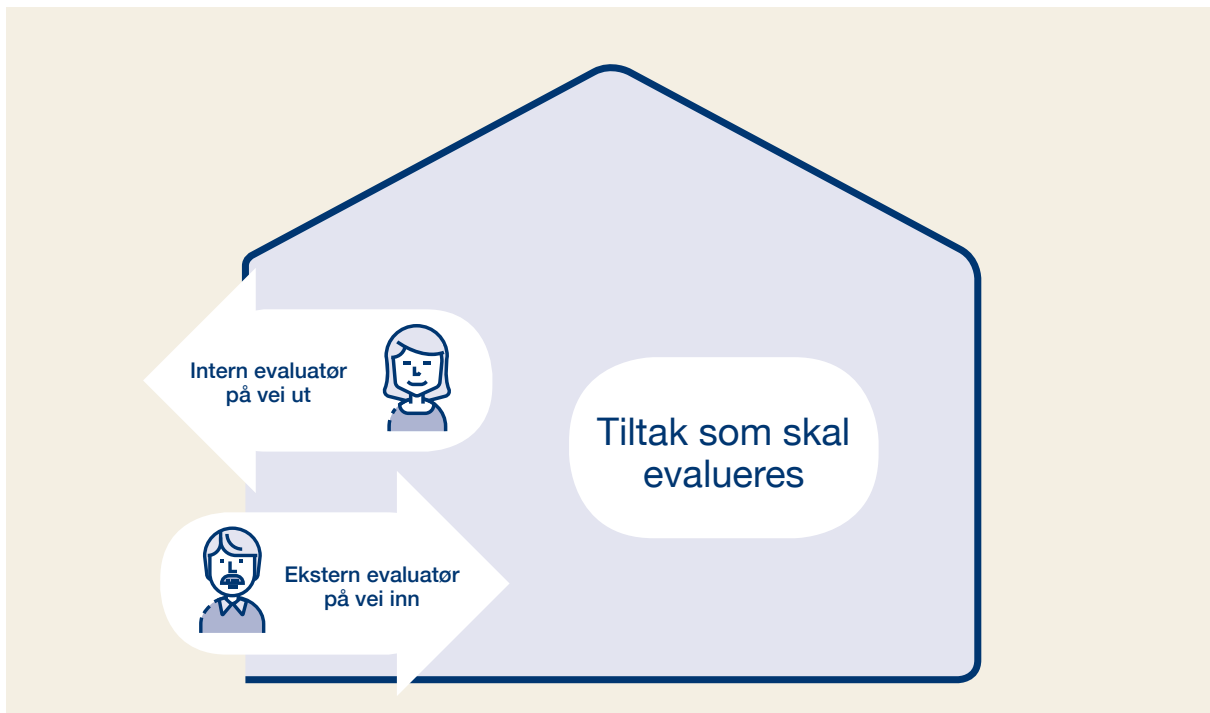 Intern evaluatør
på vei ut
Tiltak som skal
evalueres
Ekstern evaluatør
på vei inn